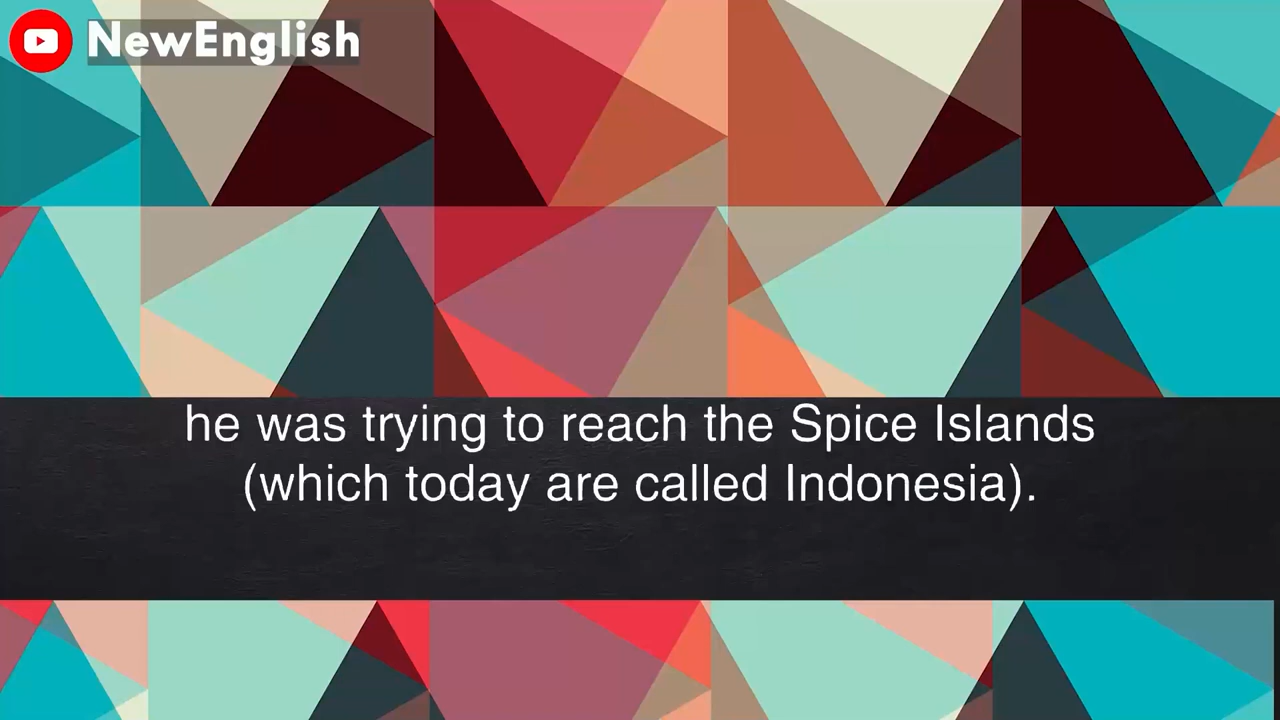 NewEnglish
he was trying to reach the Spice Islands
(which today are called Indonesia).